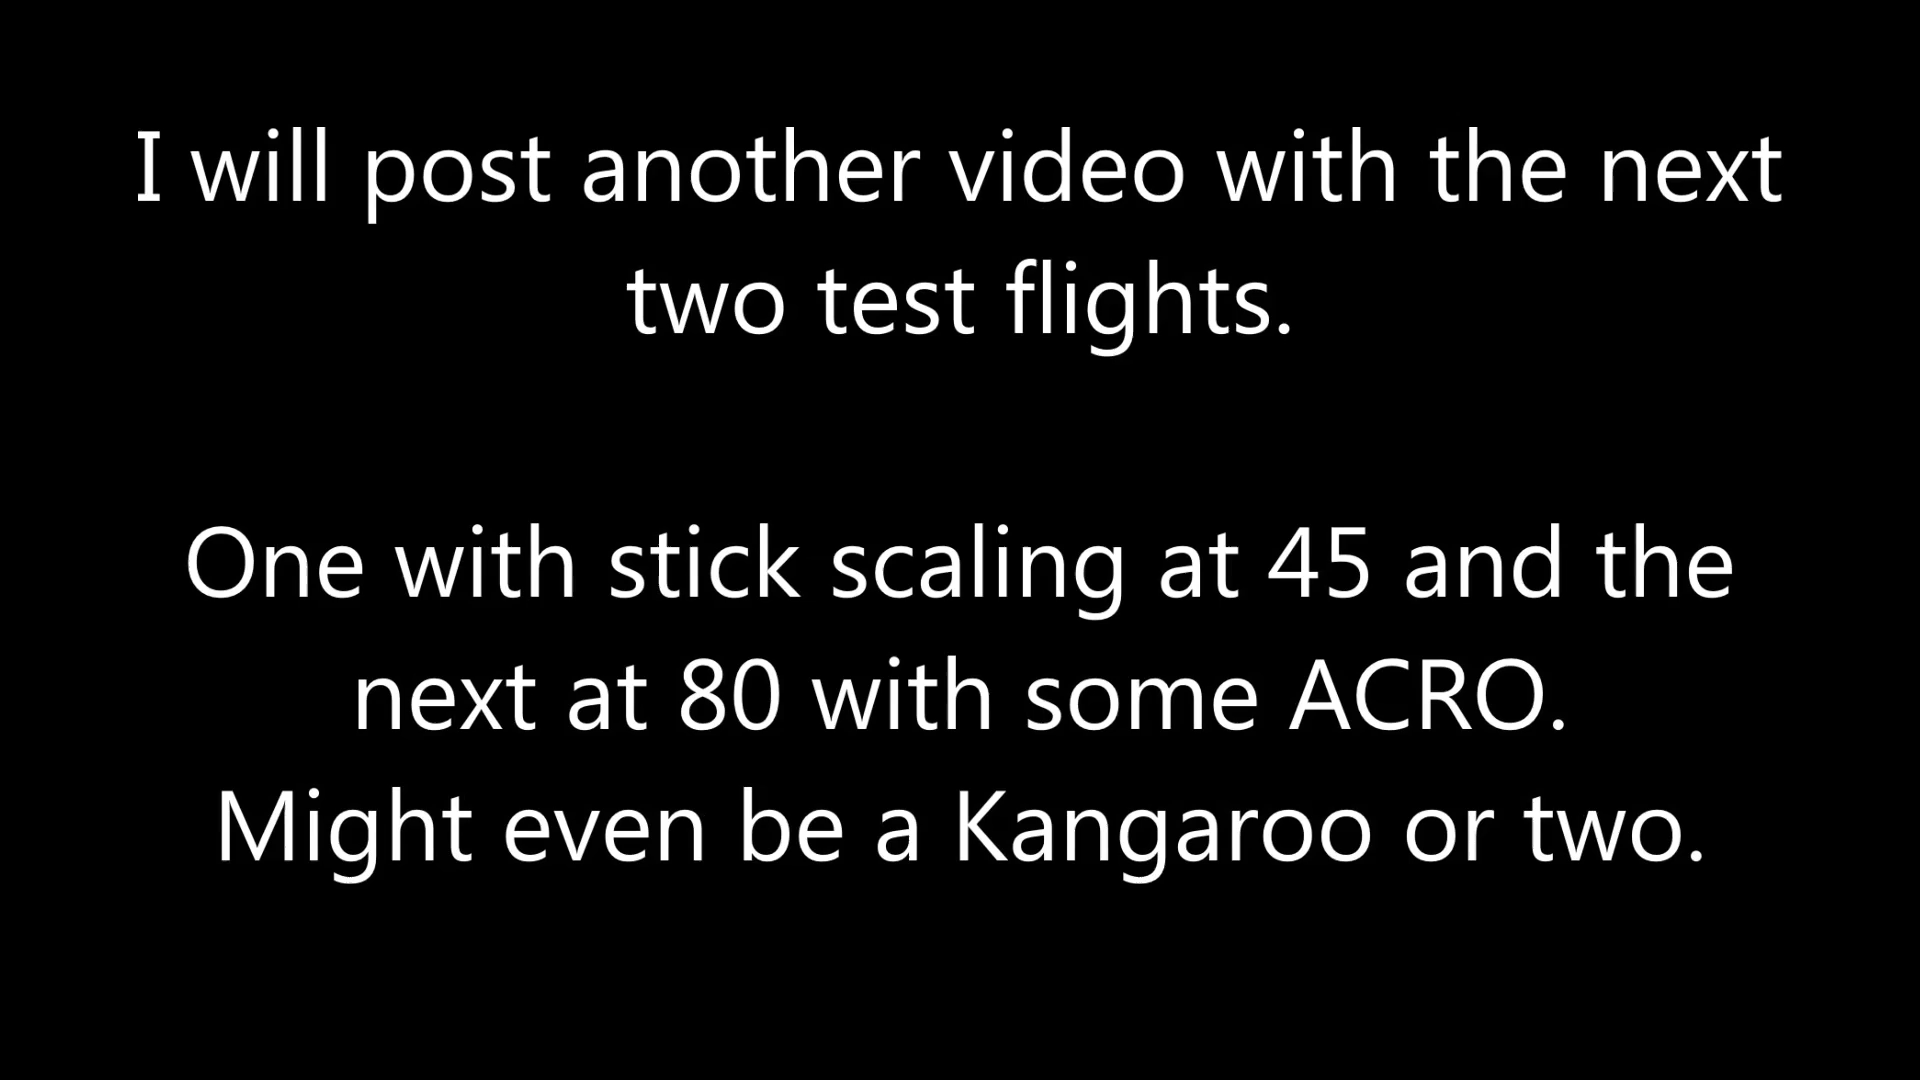 I will post another video with the next
two test flights.
One with stick scaling at 45 and the
next at 80 with some ACRO.
Might even be a Kangaroo or two.